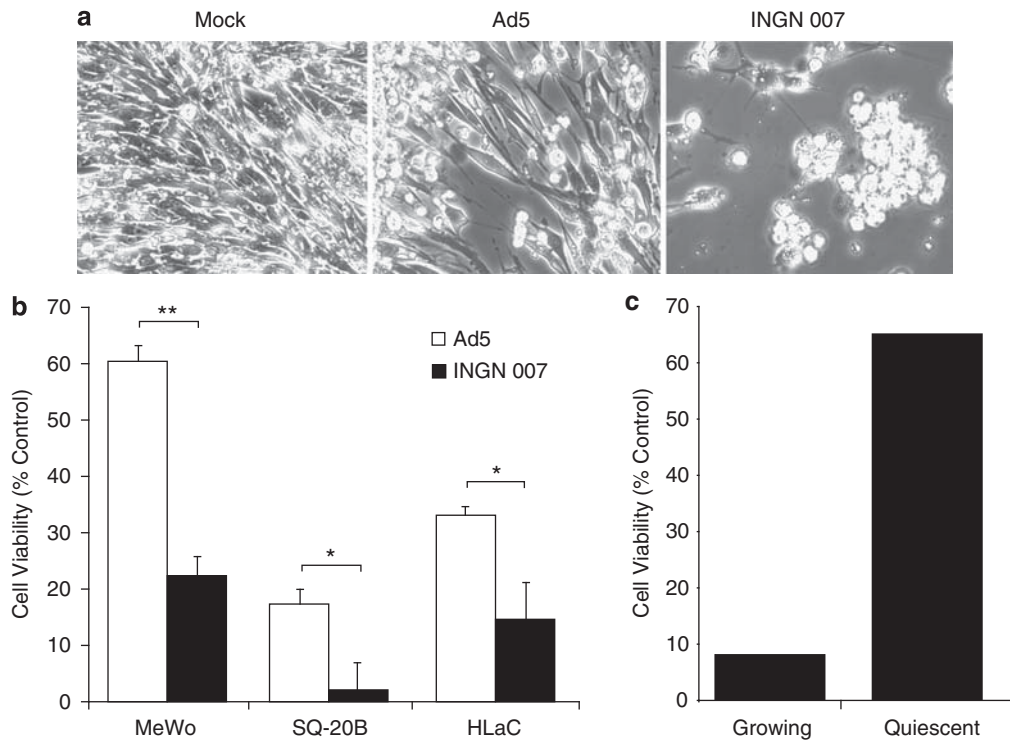 a
Mock
Ad5
INGN 007
b
Cell Viability (% Control)
70
60
50
40
30
20
10
0
**
*
*
Ad5
INGN 007
MeWo
SQ-20B
HLaC
c
Cell Viability (% Control)
70
60
50
40
30
20
10
0
Growing
Quiescent